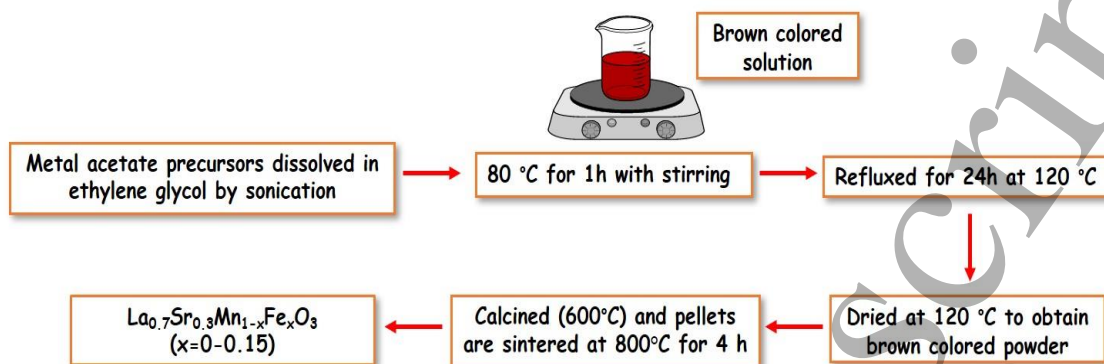 Brown colored
solution
Metal acetate precursors dissolved in
ethylene glycol by sonication
80 °C for 1h with stirring
Refluxed for 24h at 120 °C
La₀.₇Sr₀.₃Mn₁₋ₓFeₓO₃
(x=0-0.15)
Calcined (600°C) and pellets
are sintered at 800°C for 4 h
Dried at 120 °C to obtain
brown colored powder